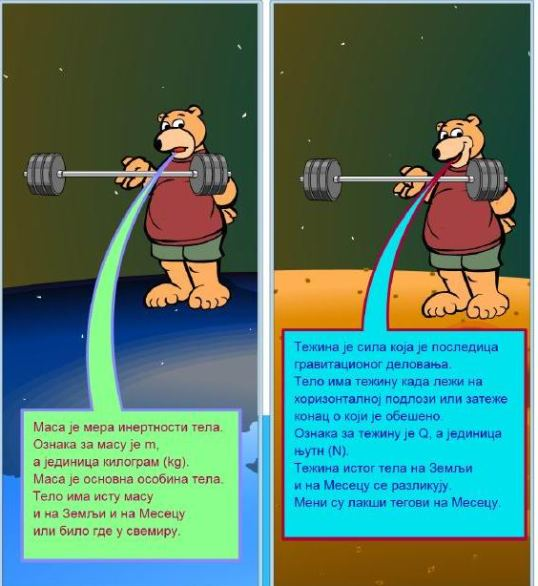 Маса је мера инертности тела.
Ознака за масу је m,
а јединица килограм (kg).
Маса је основна особина тела.
Тело има исту масу
и на Земљи и на Месецу
или било где у свемиру.
Тежина је сила која је последица
гравитационог деловања.
Тело има тежину када лежи на
хоризонталној подлози или затеже
конац о који је обешено.
Ознака за тежину је Q, а јединица
њутн (N).
Тежина истог тела на Земљи
и на Месецу се разликују.
Мени су лакши тегови на Месецу.